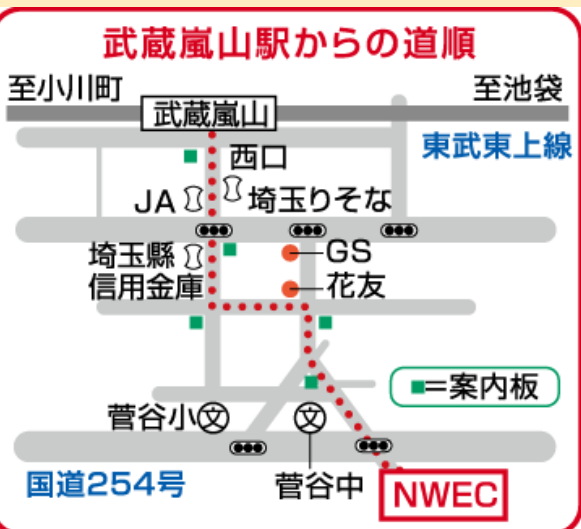 武蔵嵐山駅からの道順
至小川町
至池袋
武蔵嵐山
東武東上線
西口
JA
埼玉りそな
埼玉縣
信用金庫
GS
花友
■=案内板
菅谷小
文
文
菅谷中
国道254号
NWEC